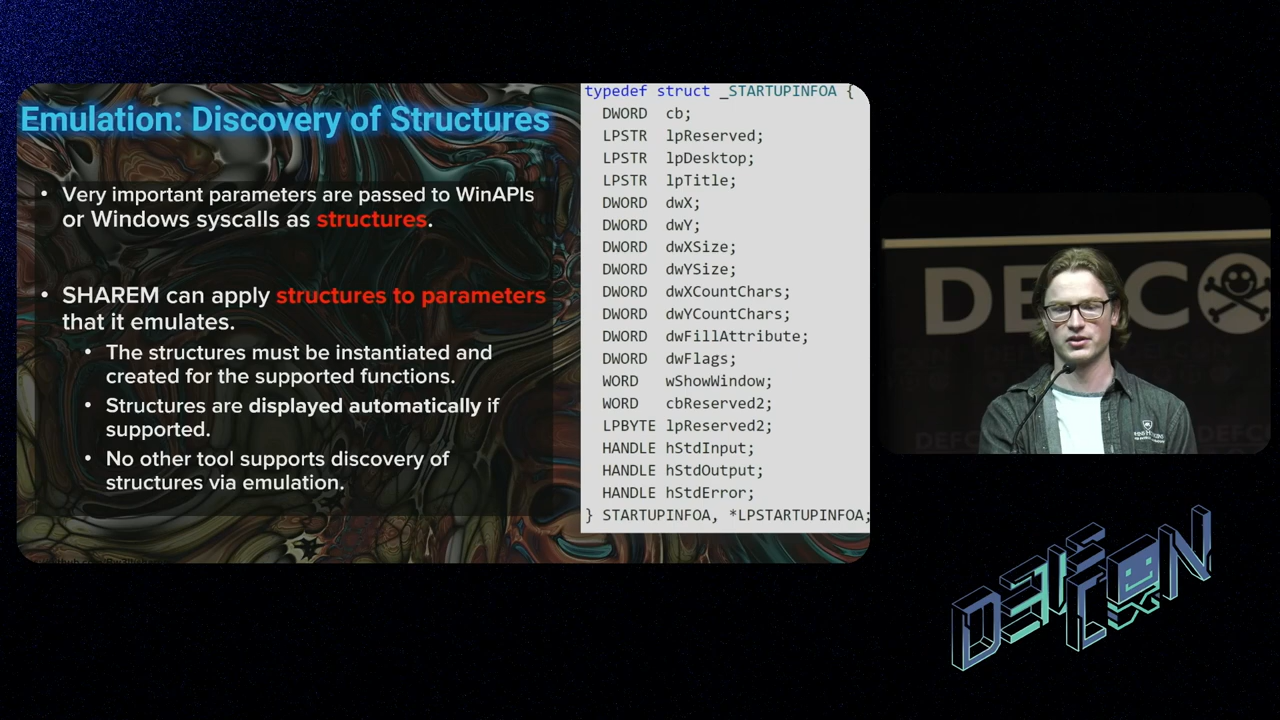 Emulation: Discovery of Structures
• Very important parameters are passed to WinAPIs
or Windows syscalls as structures.
• SHAREM can apply structures to parameters
that it emulates.
• The structures must be instantiated and
created for the supported functions.
• Structures are displayed automatically if
supported.
• No other tool supports discovery of
structures via emulation.
typedef struct _STARTUPINFOA {
DWORD cb;
LPSTR lpReserved;
LPSTR lpDesktop;
LPSTR lpTitle;
DWORD dwX;
DWORD dwY;
DWORD dwXSize;
DWORD dwYSize;
DWORD dwXCountChars;
DWORD dwYCountChars;
DWORD dwFillAttribute;
DWORD dwFlags;
WORD wShowWindow;
WORD cbReserved2;
LPBYTE lpReserved2;
HANDLE hStdInput;
HANDLE hStdOutput;
HANDLE hStdError;
} STARTUPINFOA, *LPSTARTUPINFOA;
DEFC
DEF
CON